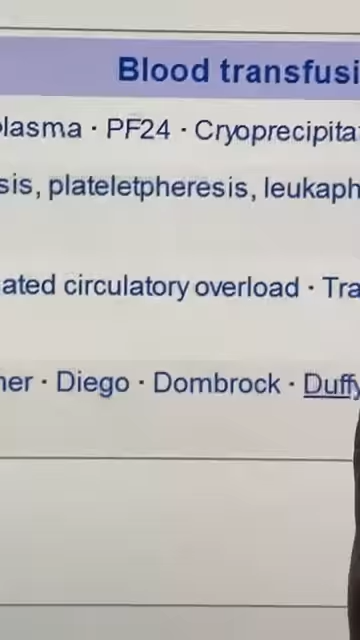 Blood transfusi
plasma · PF24 · Cryoprecipita
sis, plateletpheresis, leukaph
ated circulatory overload · Tra
ner · Diego · Dombrock · Duffy